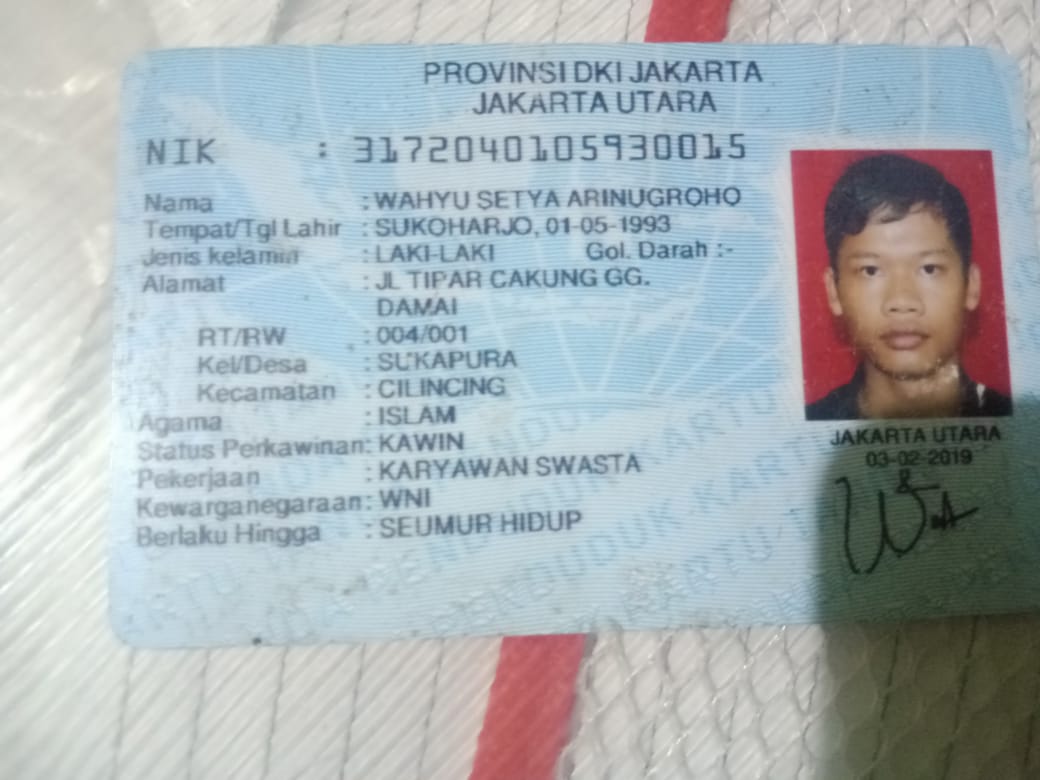 PROVINSI DKI JAKARTA
JAKARTA UTARA
NIK : 3172040105930015
Nama : WAHYU SETYA ARINUGROHO
Tempat/Tgl Lahir : SUKOHARJO, 01-05-1993
Jenis kelamin : LAKI-LAKI Gol. Darah :-
Alamat : JL TIPAR CAKUNG GG.
DAMAI
RT/RW : 004/001
Kel/Desa : SUKAPURA
Kecamatan : CILINCING
Agama : ISLAM
Status Perkawinan: KAWIN
Pekerjaan : KARYAWAN SWASTA
Kewarganegaraan: WNI
Berlaku Hingga : SEUMUR HIDUP
JAKARTA UTARA
03-02-2019